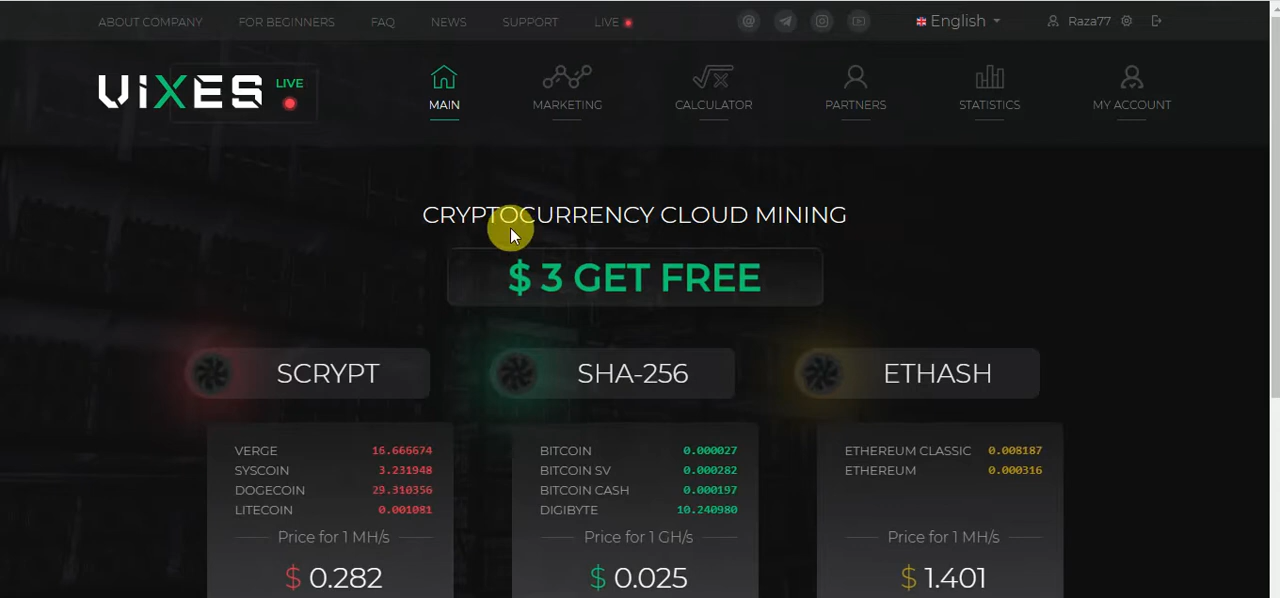 ABOUT COMPANY FOR BEGINNERS FAQ NEWS SUPPORT LIVE English Raza77
VIXES LIVE
MAIN MARKETING CALCULATOR PARTNERS STATISTICS MY ACCOUNT
CRYPTOCURRENCY CLOUD MINING
$ 3 GET FREE
SCRYPT SHA-256 ETHASH
VERGE 16.666674 BITCOIN 0.000027 ETHEREUM CLASSIC 0.008187
SYSCOIN 3.231948 BITCOIN SV 0.000282 ETHEREUM 0.000316
DOGECOIN 29.310356 BITCOIN CASH 0.000197
LITECOIN 0.001081 DIGIBYTE 10.240980
Price for 1 MH/s Price for 1 GH/s Price for 1 MH/s
$ 0.282 $ 0.025 $ 1.401